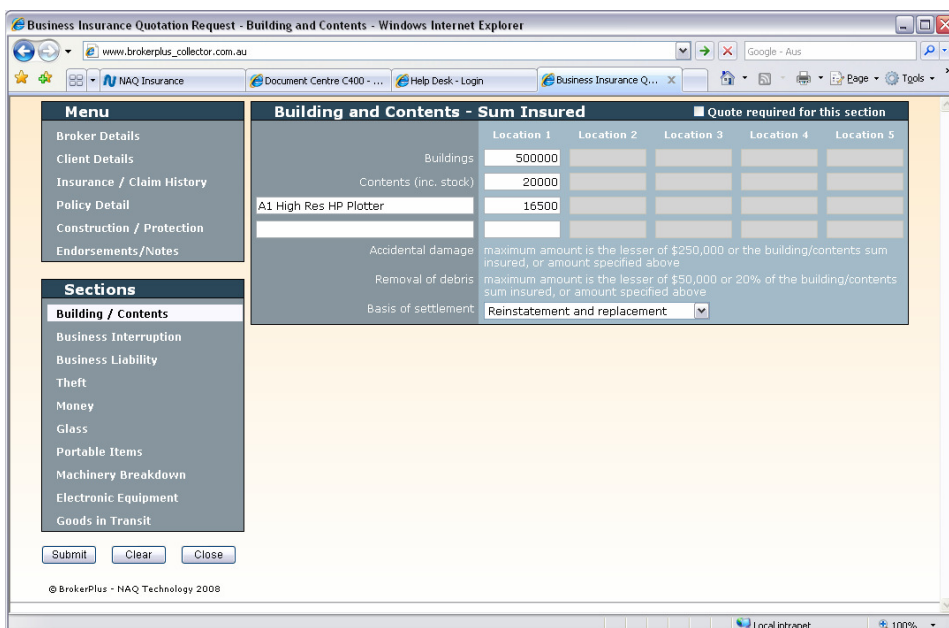 Business Insurance Quotation Request - Building and Contents - Windows Internet Explorer
www.brokerplus_collector.com.au
Google - Aus
NAQ Insurance
Document Centre C400 - ...
Help Desk - Login
Business Insurance Q... X
Page
Tools
Menu
Broker Details
Client Details
Insurance / Claim History
Policy Detail
Construction / Protection
Endorsements/Notes
Sections
Building / Contents
Business Interruption
Business Liability
Theft
Money
Glass
Portable Items
Machinery Breakdown
Electronic Equipment
Goods in Transit
Submit Clear Close
© BrokerPlus - NAQ Technology 2008
Building and Contents - Sum Insured Quote required for this section
Location 1 Location 2 Location 3 Location 4 Location 5
Buildings 500000
Contents (inc. stock) 20000
A1 High Res HP Plotter 16500
Accidental damage maximum amount is the lesser of $250,000 or the building/contents sum
insured, or amount specified above
Removal of debris maximum amount is the lesser of $50,000 or 20% of the building/contents
sum insured, or amount specified above
Basis of settlement Reinstatement and replacement
Local intranet 100%